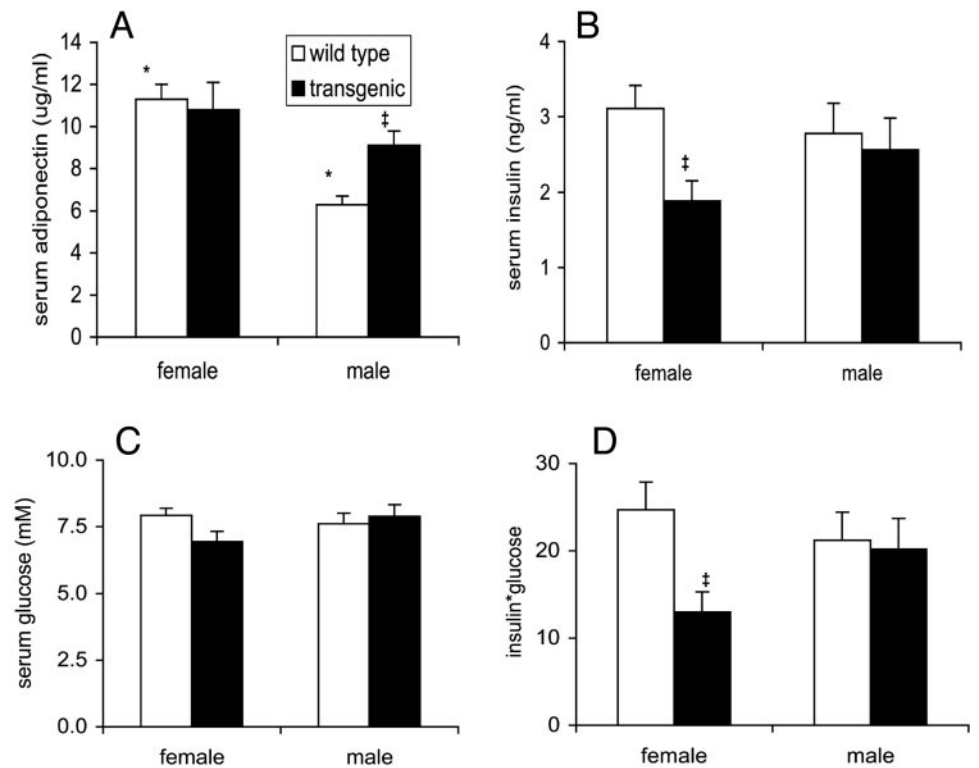 A
wild type
transgenic
serum adiponectin (ug/ml)
14
12
10
8
6
4
2
0
*
*
‡
female
male
B
serum insulin (ng/ml)
4
3
2
1
0
‡
female
male
C
serum glucose (mM)
10.0
7.5
5.0
2.5
0.0
female
male
D
insulin*glucose
30
20
10
0
‡
female
male